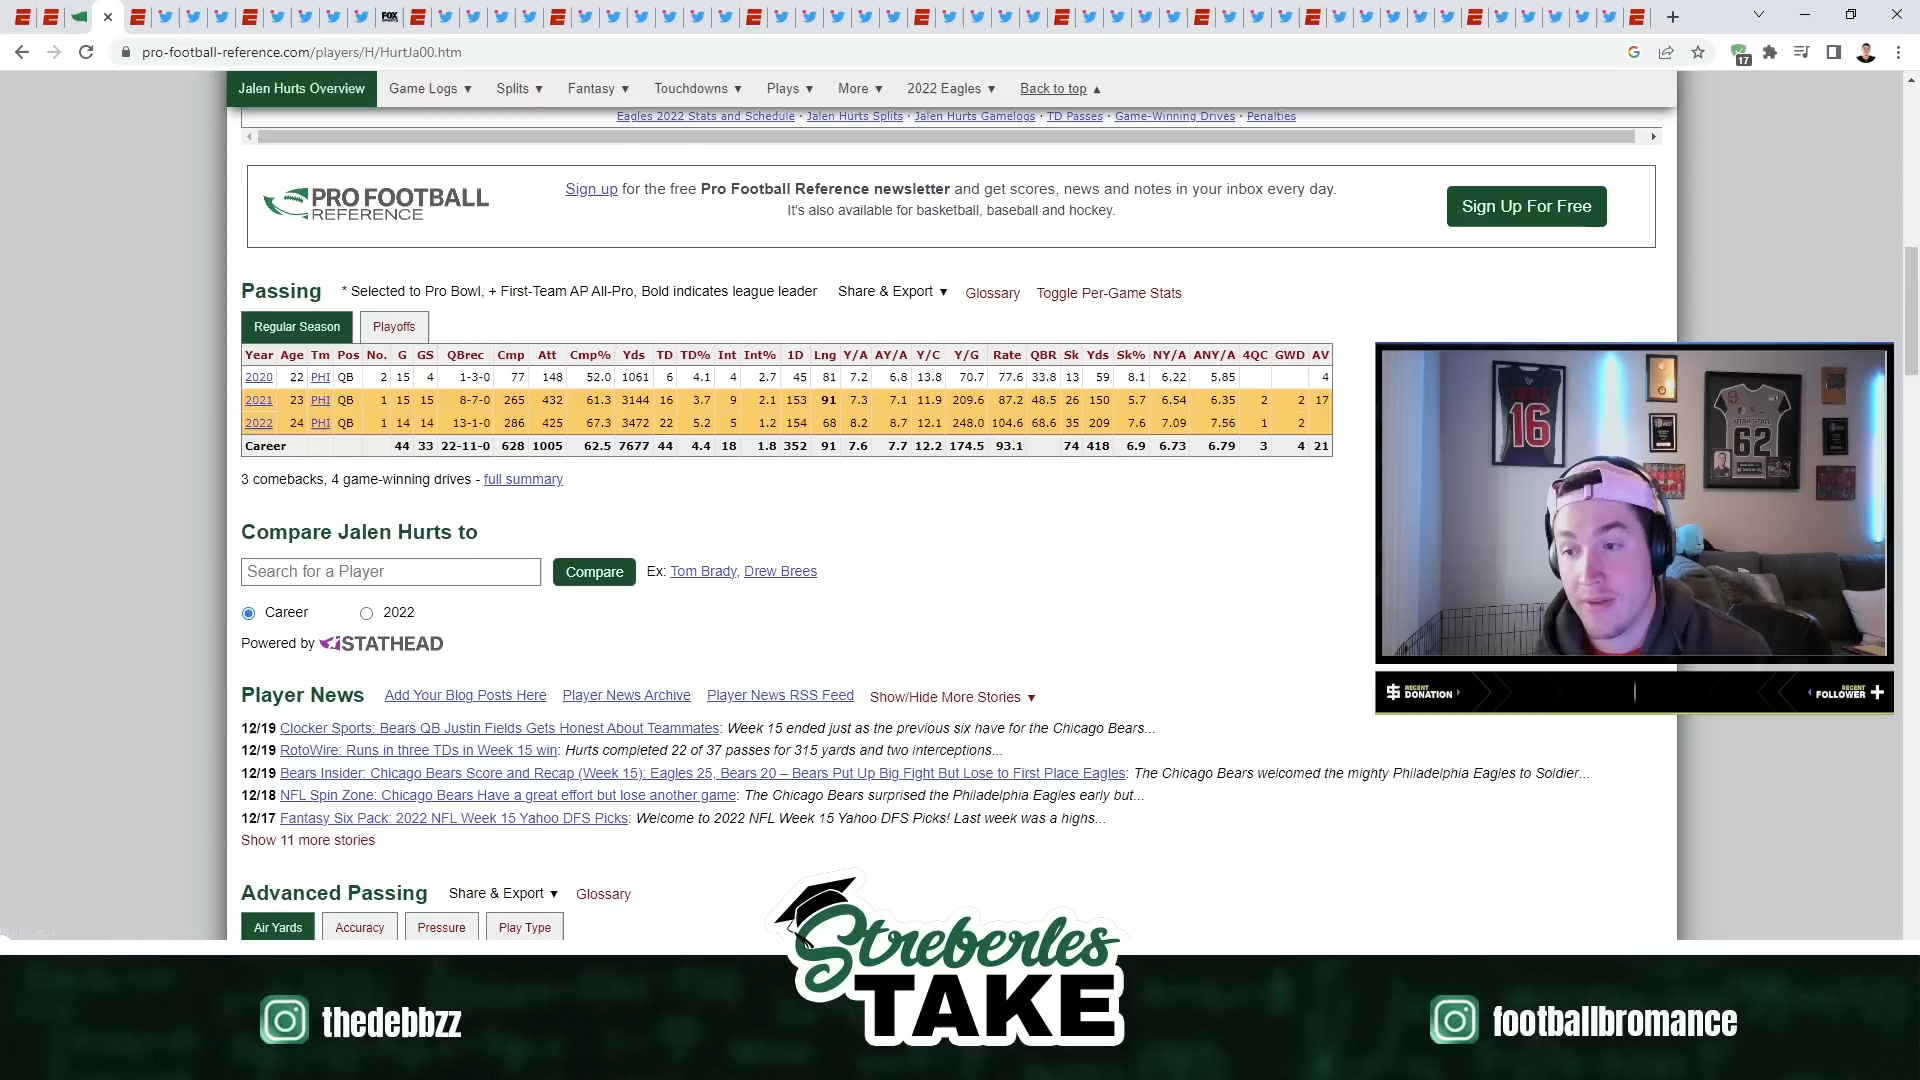 pro-football-reference.com/players/H/HurtJa00.htm
17
Jalen Hurts Overview Game Logs ▼ Splits ▼ Fantasy ▼ Touchdowns ▼ Plays ▼ More ▼ 2022 Eagles ▼ Back to top ▲
Eagles 2022 Stats and Schedule · Jalen Hurts Splits · Jalen Hurts Gamelogs · TD Passes · Game-Winning Drives · Penalties
PRO FOOTBALL
REFERENCE
Sign up for the free Pro Football Reference newsletter and get scores, news and notes in your inbox every day.
It's also available for basketball, baseball and hockey.
Sign Up For Free
Passing * Selected to Pro Bowl, + First-Team AP All-Pro, Bold indicates league leader Share & Export ▼ Glossary Toggle Per-Game Stats
Regular Season Playoffs
Year Age Tm Pos No. G GS QBrec Cmp Att Cmp% Yds TD TD% Int Int% 1D Lng Y/A AY/A Y/C Y/G Rate QBR Sk Yds Sk% NY/A ANY/A 4QC GWD AV
2020 22 PHI QB 2 15 4 1-3-0 77 148 52.0 1061 6 4.1 4 2.7 45 81 7.2 6.8 13.8 70.7 77.6 33.8 13 59 8.1 6.22 5.85 4
2021 23 PHI QB 1 15 15 8-7-0 265 432 61.3 3144 16 3.7 9 2.1 153 91 7.3 7.1 11.9 209.6 87.2 48.5 26 150 5.7 6.54 6.35 2 2 17
2022 24 PHI QB 1 14 14 13-1-0 286 425 67.3 3472 22 5.2 5 1.2 154 68 8.2 8.7 12.1 248.0 104.6 68.6 35 209 7.6 7.09 7.56 1 2
Career 44 33 22-11-0 628 1005 62.5 7677 44 4.4 18 1.8 352 91 7.6 7.7 12.2 174.5 93.1 74 418 6.9 6.73 6.79 3 4 21
3 comebacks, 4 game-winning drives - full summary
Compare Jalen Hurts to
Search for a Player Compare Ex: Tom Brady, Drew Brees
Career 2022
Powered by STATHEAD
Player News Add Your Blog Posts Here Player News Archive Player News RSS Feed Show/Hide More Stories ▼
12/19 Clocker Sports: Bears QB Justin Fields Gets Honest About Teammates: Week 15 ended just as the previous six have for the Chicago Bears...
12/19 RotoWire: Runs in three TDs in Week 15 win: Hurts completed 22 of 37 passes for 315 yards and two interceptions...
12/19 Bears Insider: Chicago Bears Score and Recap (Week 15): Eagles 25, Bears 20 – Bears Put Up Big Fight But Lose to First Place Eagles: The Chicago Bears welcomed the mighty Philadelphia Eagles to Soldier...
12/18 NFL Spin Zone: Chicago Bears Have a great effort but lose another game: The Chicago Bears surprised the Philadelphia Eagles early but...
12/17 Fantasy Six Pack: 2022 NFL Week 15 Yahoo DFS Picks: Welcome to 2022 NFL Week 15 Yahoo DFS Picks! Last week was a highs...
Show 11 more stories
Advanced Passing Share & Export ▼ Glossary
Air Yards Accuracy Pressure Play Type
FOX
16
UTAH STATE
62
RECENT DONATION
RECENT FOLLOWER
Streberles
TAKE
thedebbzz
footballbromance